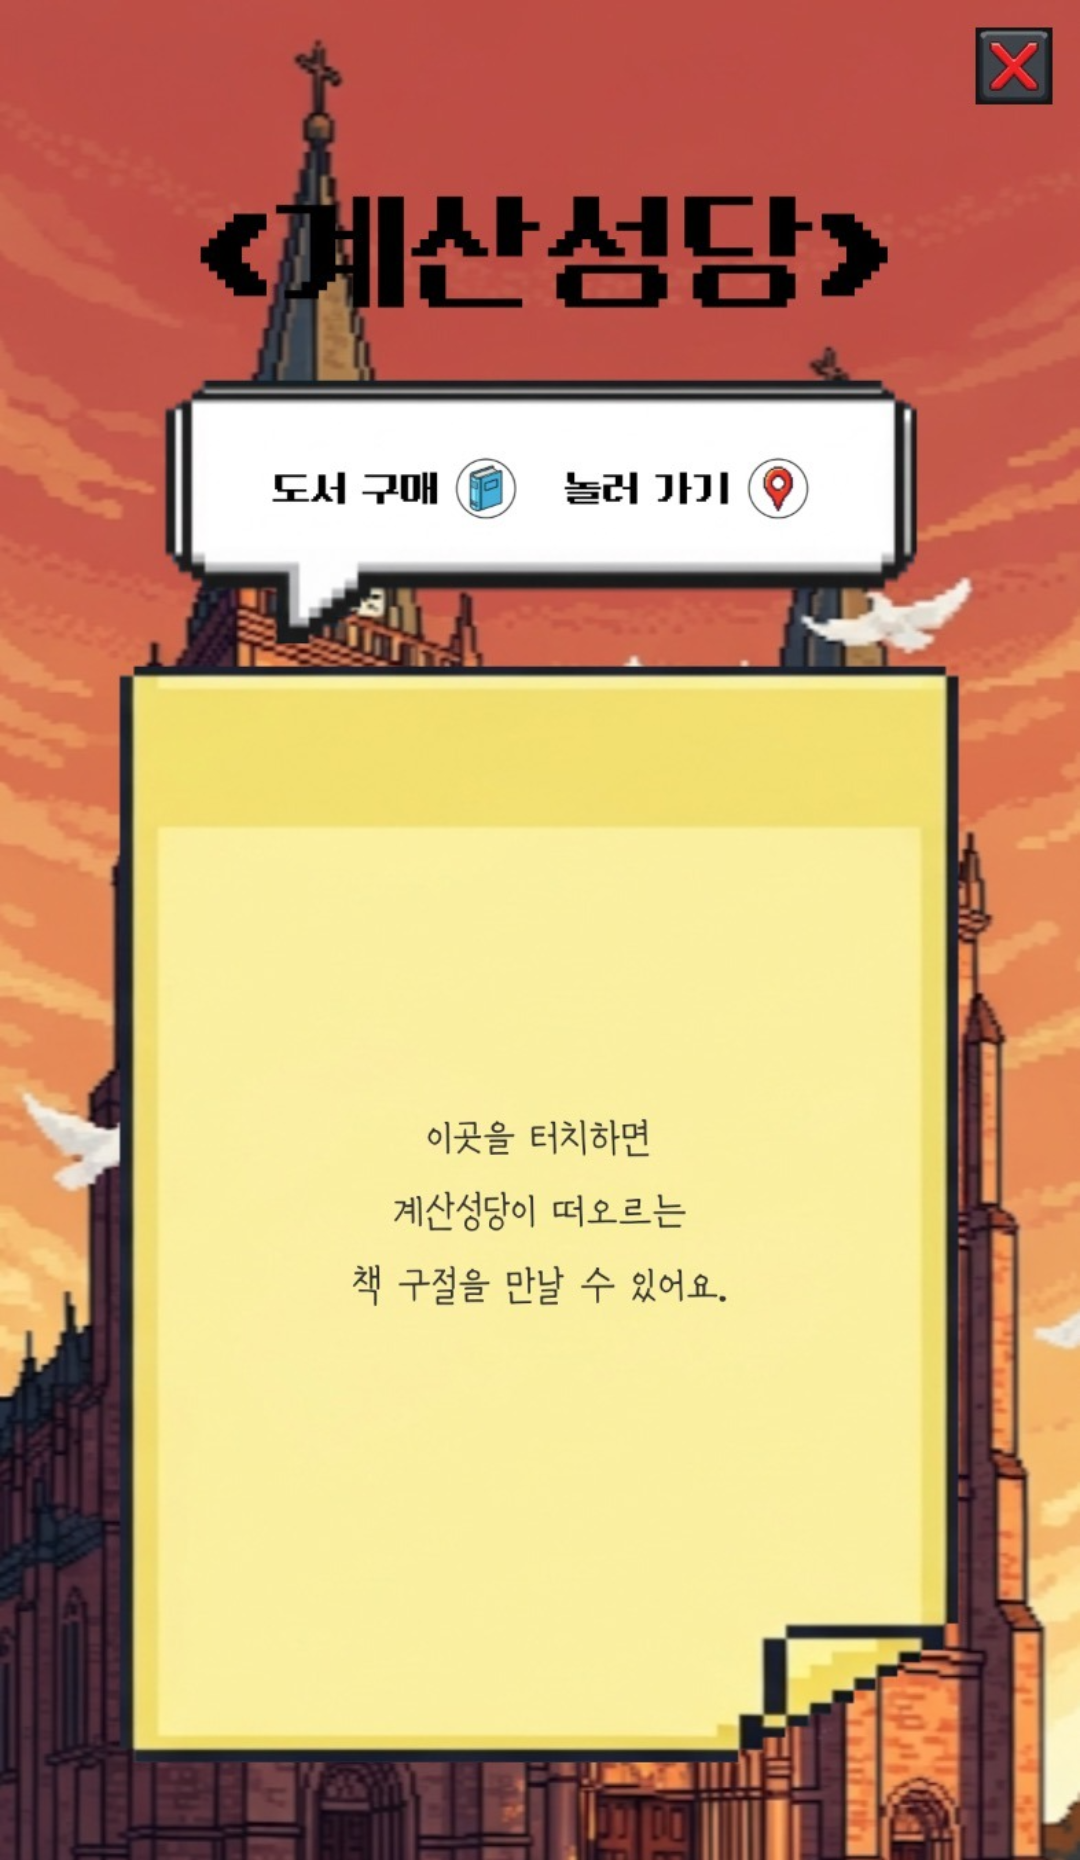 <계산성당>
도서 구매 놀러 가기
이곳을 터치하면
계산성당이 떠오르는
책 구절을 만날 수 있어요.